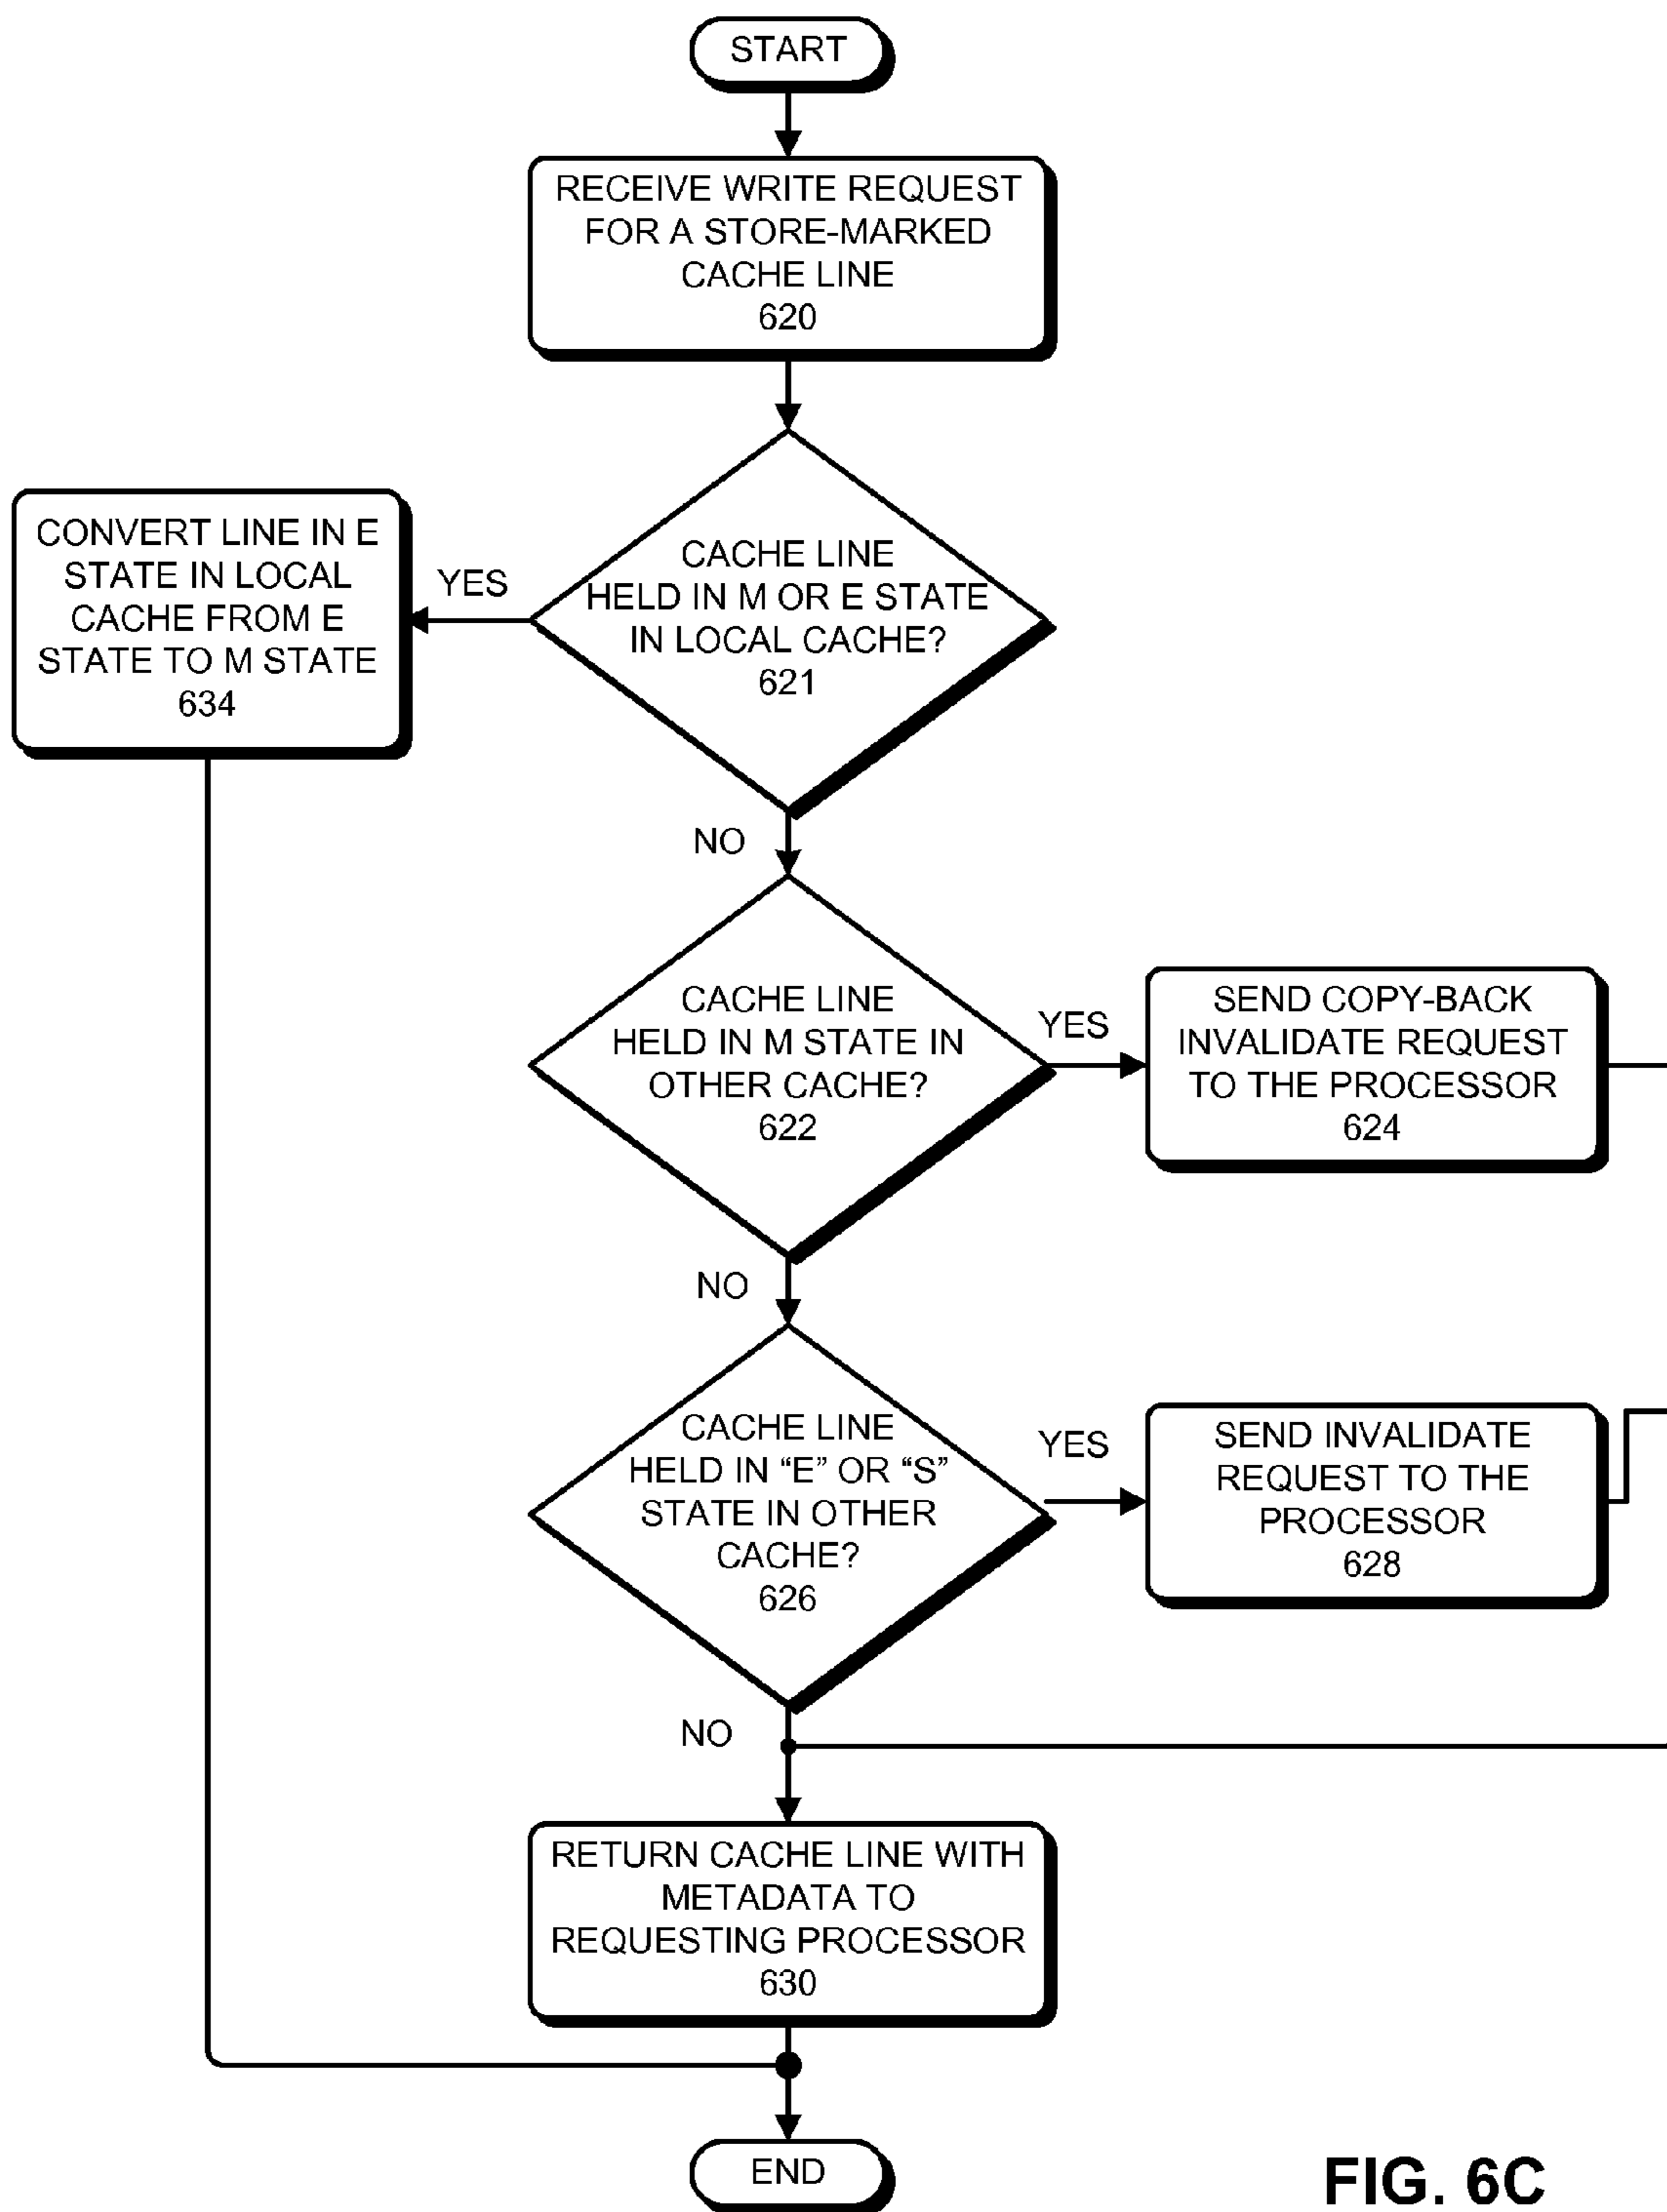 START
RECEIVE WRITE REQUEST
FOR A STORE-MARKED
CACHE LINE
620
CACHE LINE
HELD IN M OR E STATE
IN LOCAL CACHE?
621
YES
CONVERT LINE IN E
STATE IN LOCAL
CACHE FROM E
STATE TO M STATE
634
NO
CACHE LINE
HELD IN M STATE IN
OTHER CACHE?
622
YES
SEND COPY-BACK
INVALIDATE REQUEST
TO THE PROCESSOR
624
NO
CACHE LINE
HELD IN “E” OR “S”
STATE IN OTHER
CACHE?
626
YES
SEND INVALIDATE
REQUEST TO THE
PROCESSOR
628
NO
RETURN CACHE LINE WITH
METADATA TO
REQUESTING PROCESSOR
630
END
FIG. 6C